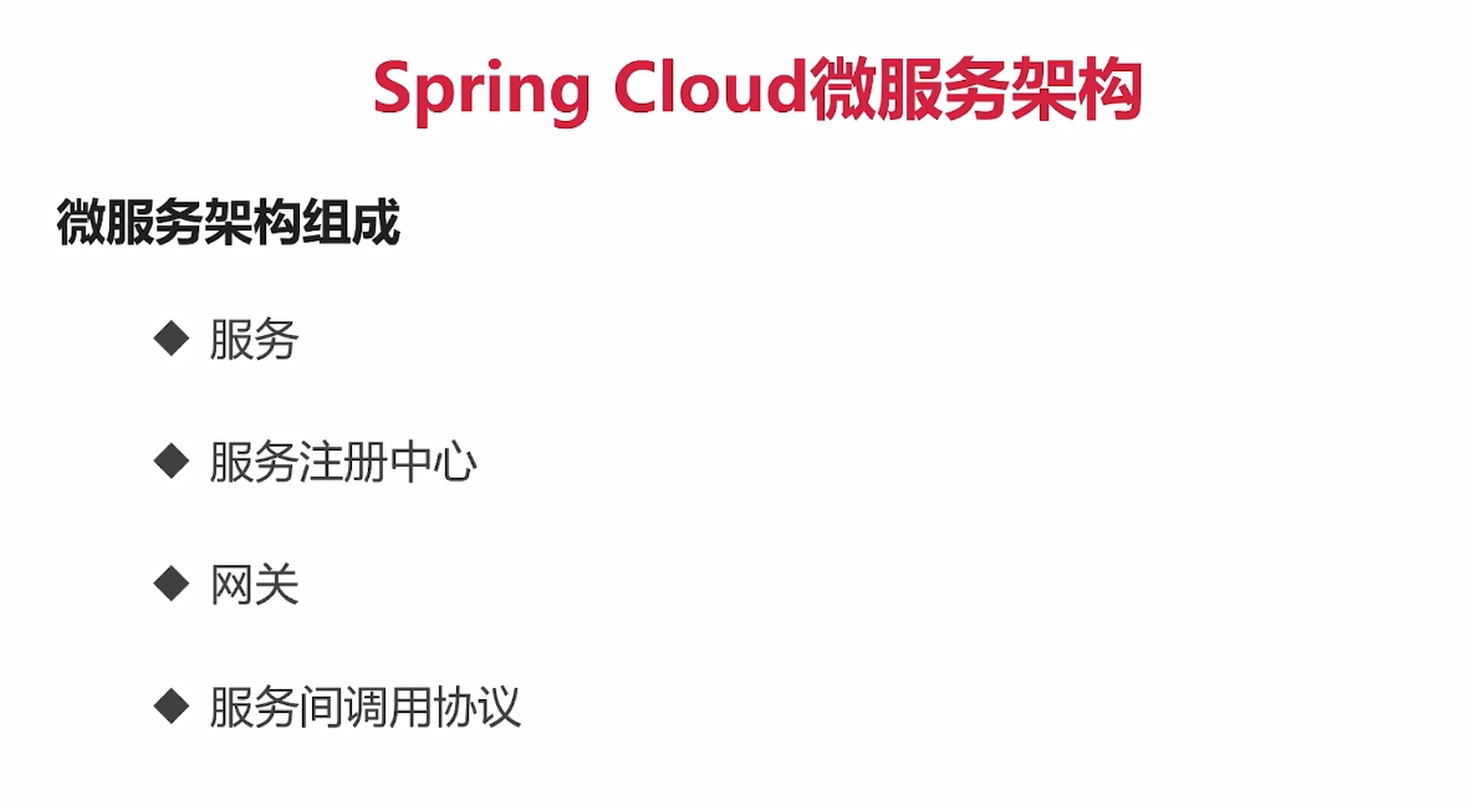 Spring Cloud微服务架构
微服务架构组成
◆ 服务
◆ 服务注册中心
◆ 网关
◆ 服务间调用协议